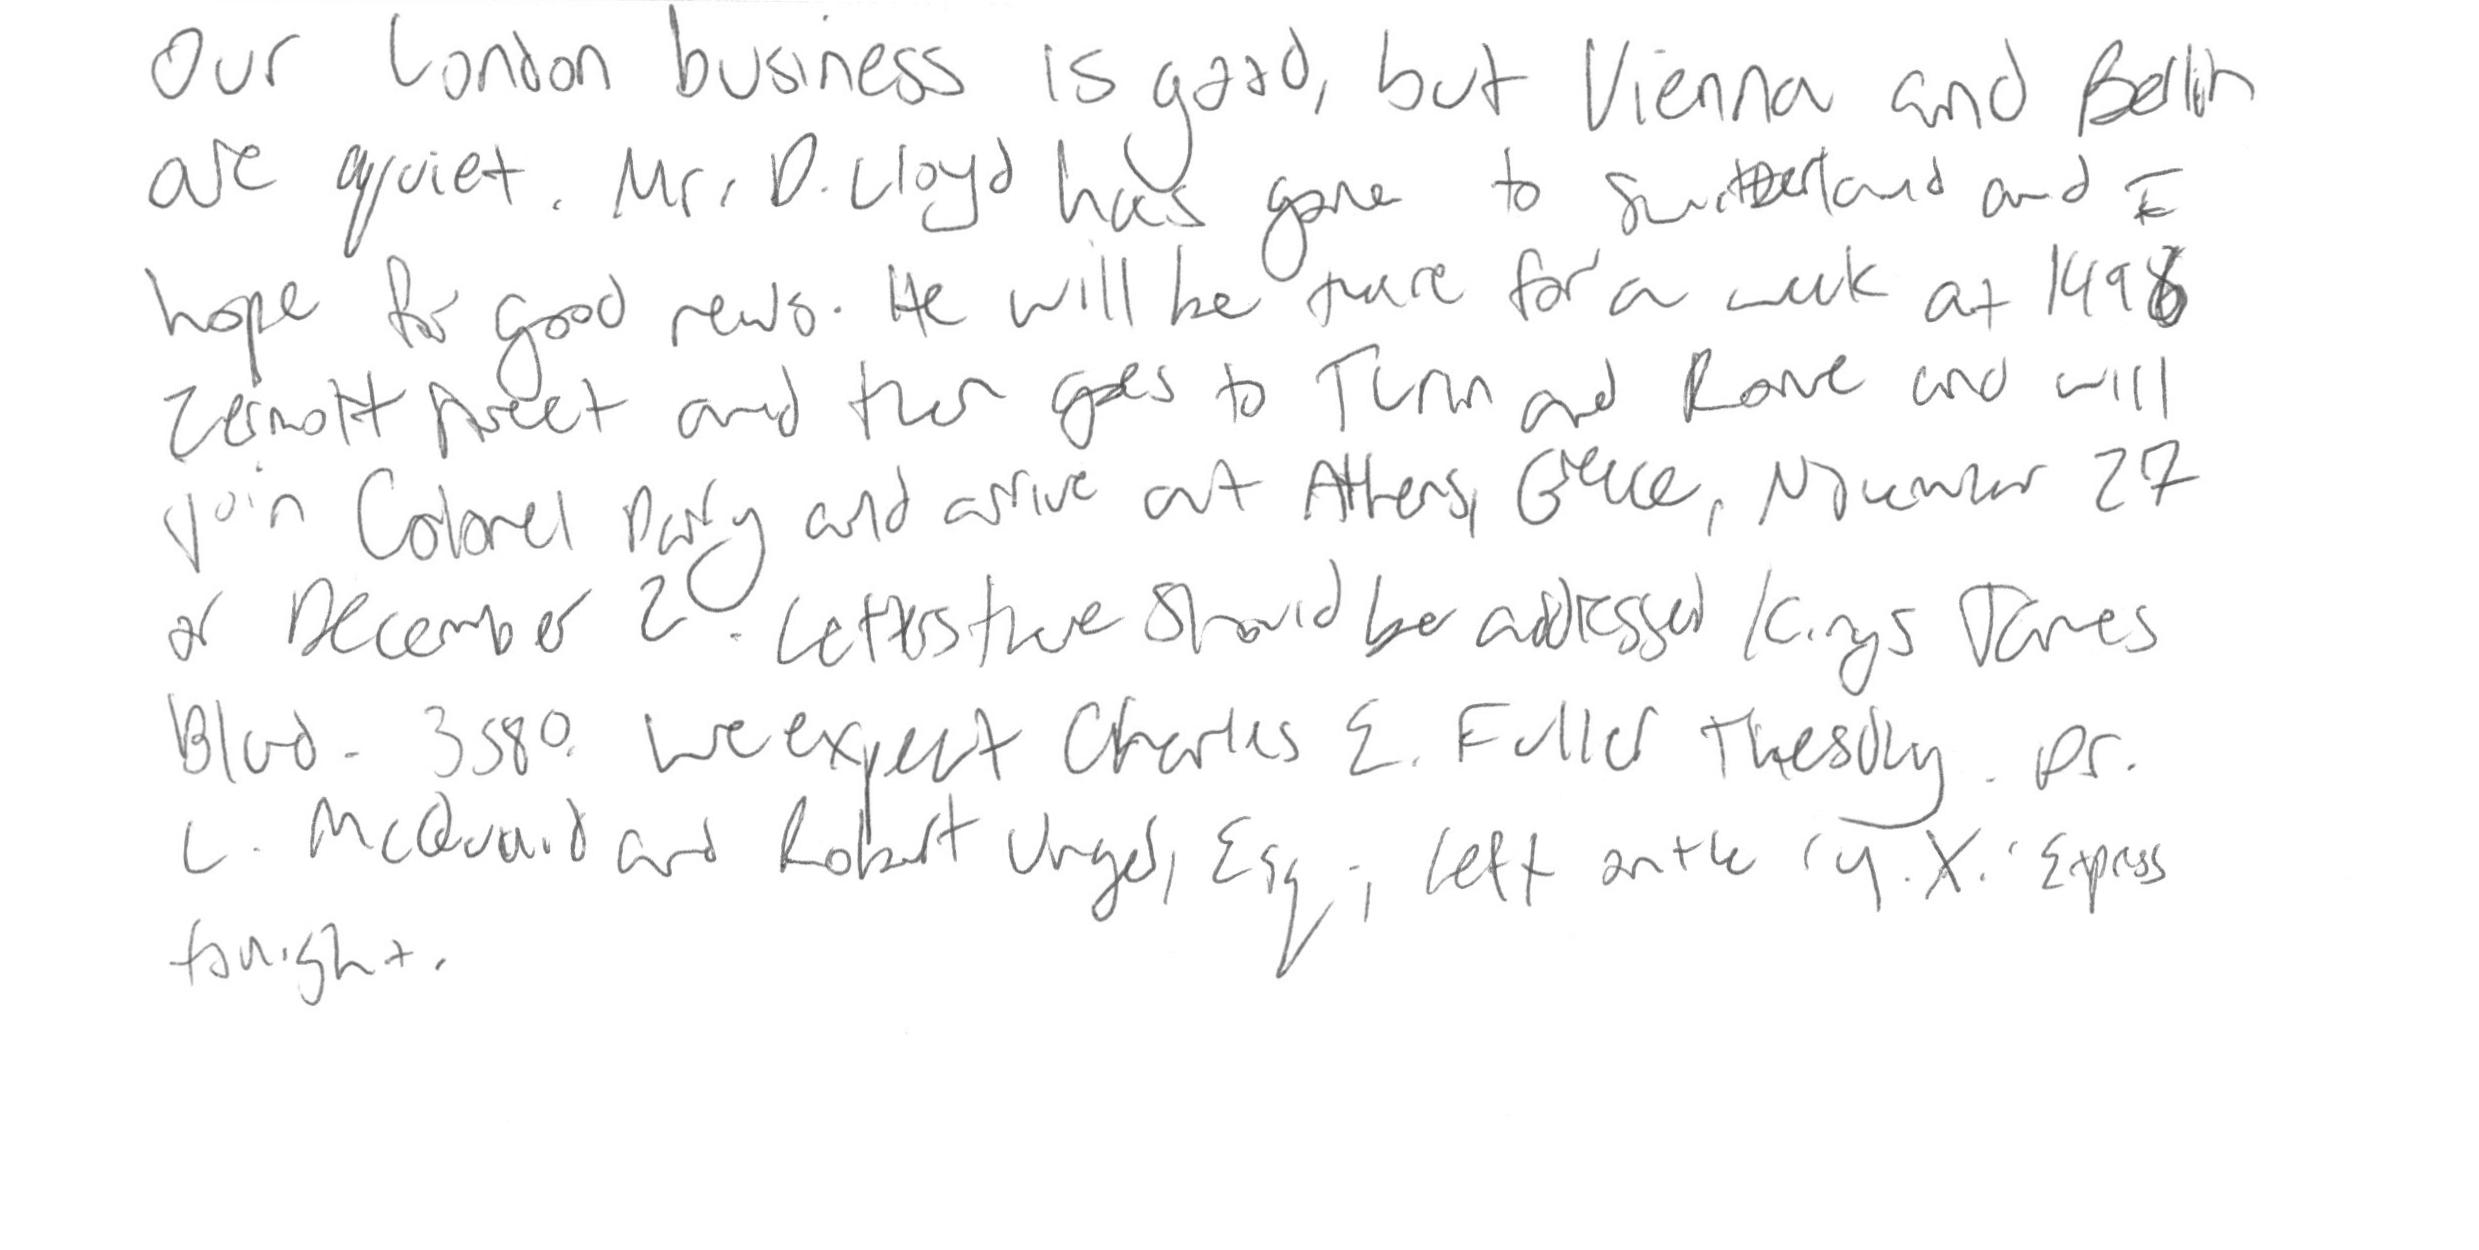 Our London business is good, but Vienna and Berlin
are quiet. Mr. D. Lloyd has gone to Switzerland and I
hope for good news. He will be there for a week at 1496
Zermott Street and then goes to Turin and Rome and will
join Colonel Parry and arrive at Athens, Greece, November 27
or December 2. Letters there should be addressed Kings James
Blvd. 3580. We expect Charles E. Fuller Tuesday. Dr.
L. McQuaid and Robert Unger, Esq., left on the "Y.X." Express
tonight.